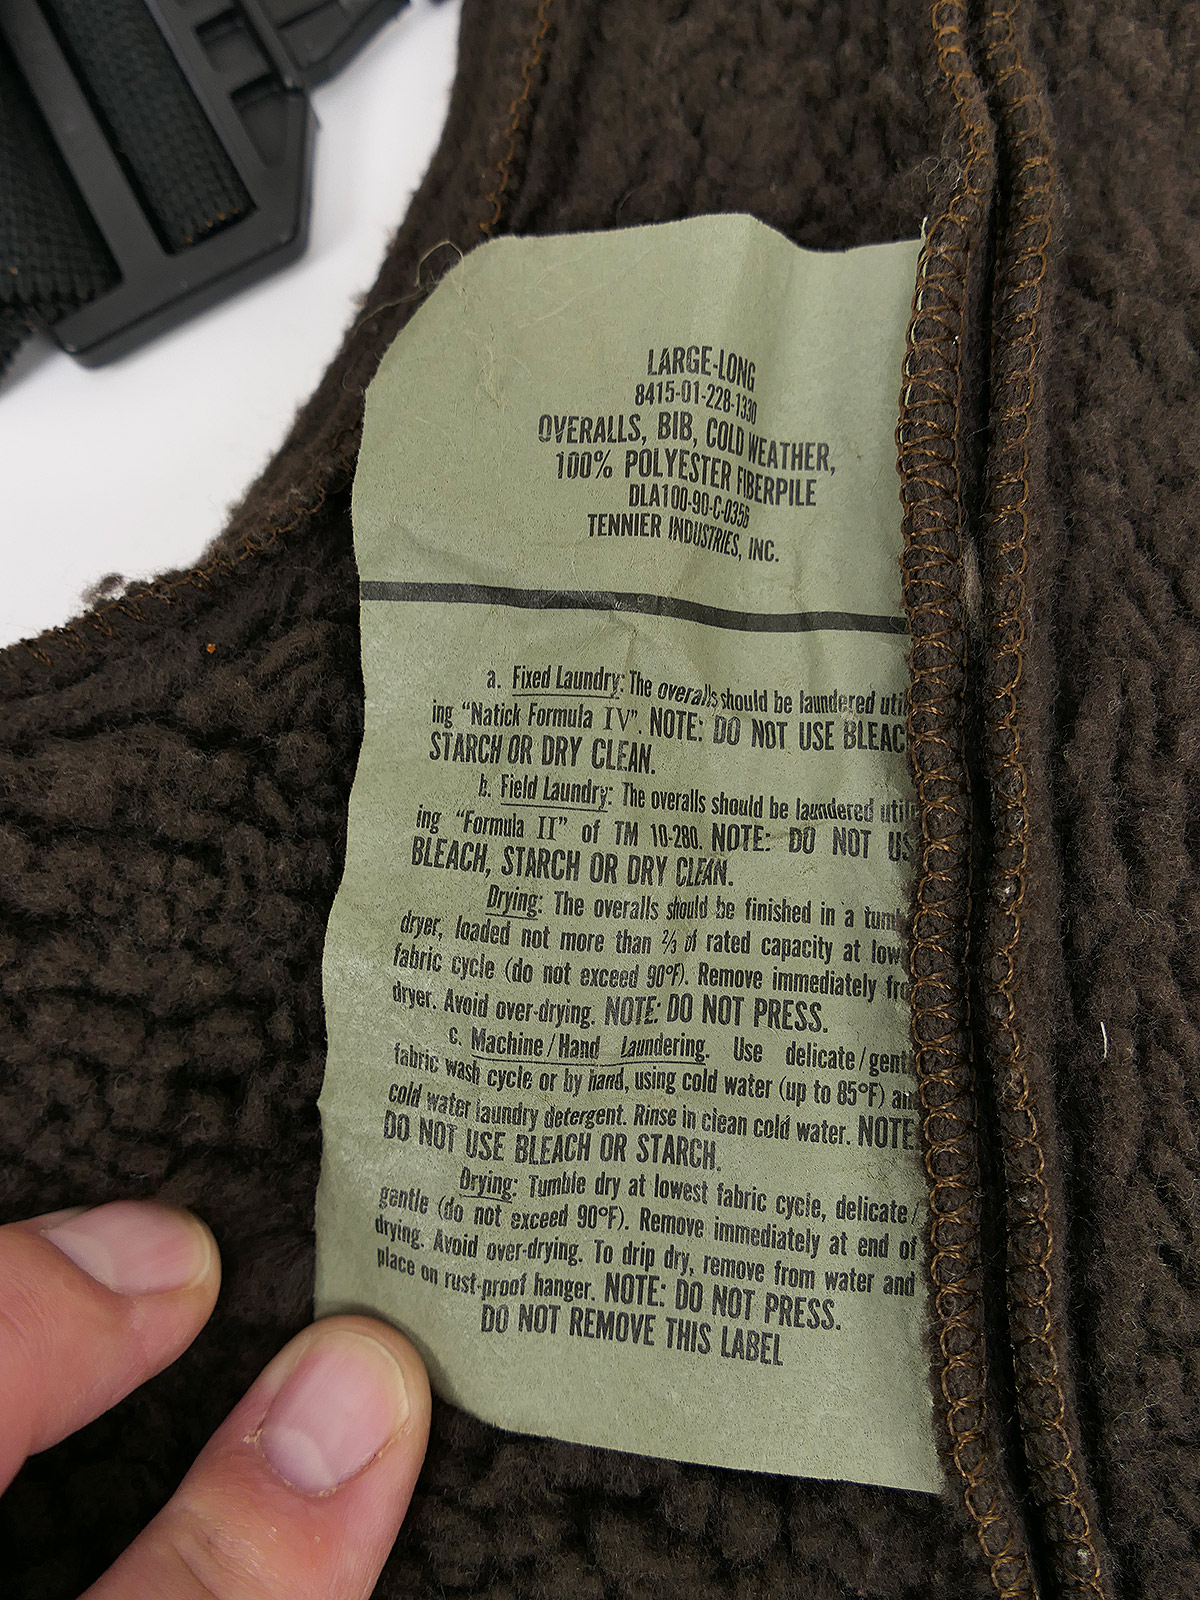 LARGE-LONG
8415-01-228-1330
OVERALLS, BIB, COLD WEATHER,
100% POLYESTER FIBERPILE
DLA100-90-C-0356
TENNIER INDUSTRIES, INC.
a. Fixed Laundry: The overalls should be laundered util
ing "Natick Formula IV". NOTE: DO NOT USE BLEAC
STARCH OR DRY CLEAN.
b. Field Laundry: The overalls should be laundered util
ing "Formula II" of TM 10-280. NOTE: DO NOT US
BLEACH, STARCH OR DRY CLEAN.
Drying: The overalls should be finished in a tumb
dryer, loaded not more than 2/3 of rated capacity at low
fabric cycle (do not exceed 90°F). Remove immediately fro
dryer. Avoid over-drying. NOTE: DO NOT PRESS.
c. Machine/Hand Laundering. Use delicate/gentl
fabric wash cycle or by hand, using cold water (up to 85°F) an
cold water laundry detergent. Rinse in clean cold water. NOTE
DO NOT USE BLEACH OR STARCH.
Drying: Tumble dry at lowest fabric cycle, delicate/
gentle (do not exceed 90°F). Remove immediately at end of
drying. Avoid over-drying. To drip dry, remove from water and
place on rust-proof hanger. NOTE: DO NOT PRESS.
DO NOT REMOVE THIS LABEL